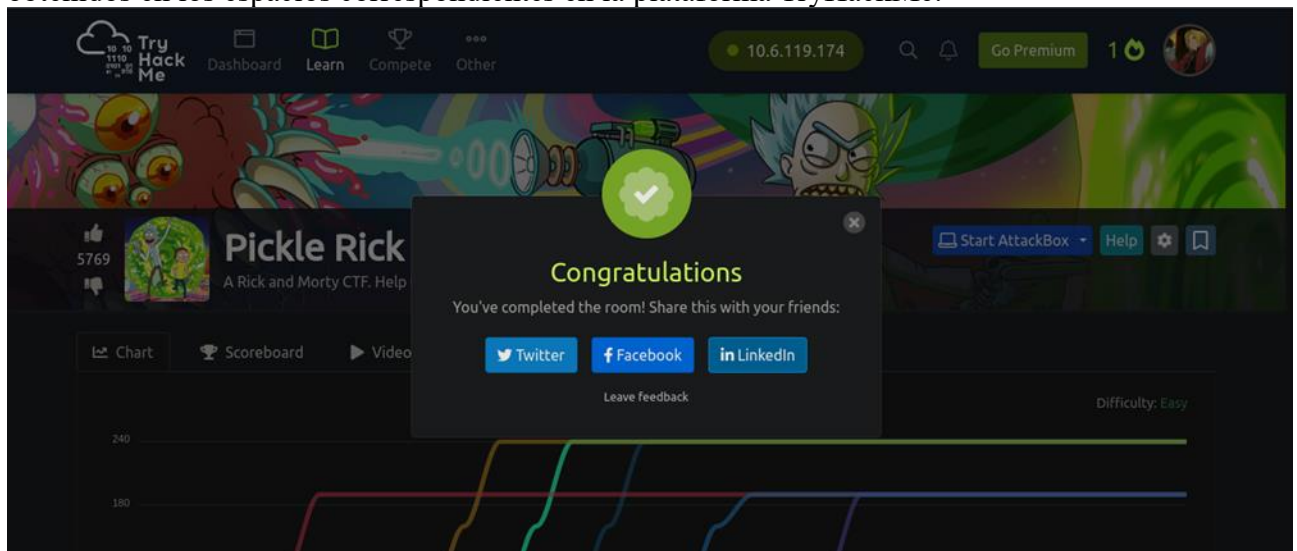 Try
Hack
Me
Dashboard Learn Compete Other
10.6.119.174
Go Premium
1
5769
Pickle Rick
A Rick and Morty CTF. Help
Start AttackBox Help
Congratulations
You've completed the room! Share this with your friends:
Twitter Facebook in LinkedIn
Leave feedback
Chart Scoreboard Video
Difficulty: Easy
240
180